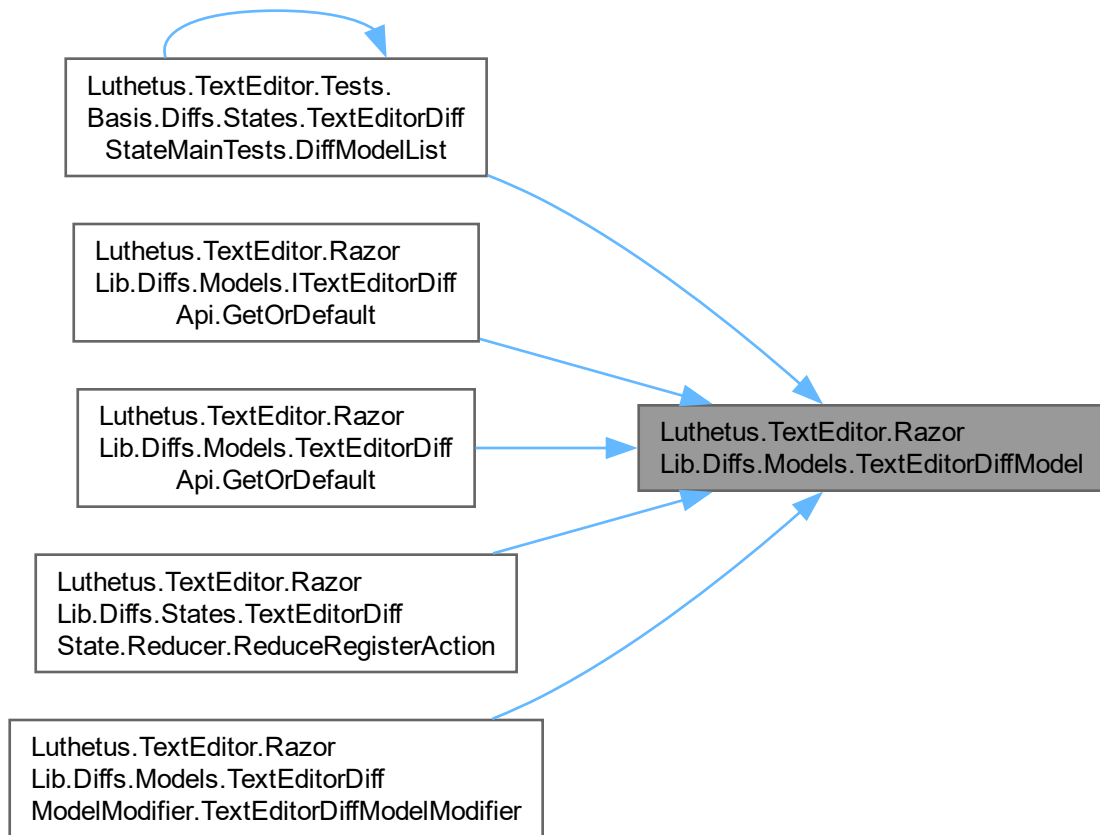 Luthetus.TextEditor.Tests.
Basis.Diffs.States.TextEditorDiff
StateMainTests.DiffModelList
Luthetus.TextEditor.Razor
Lib.Diffs.Models.ITextEditorDiff
Api.GetOrDefault
Luthetus.TextEditor.Razor
Lib.Diffs.Models.TextEditorDiff
Api.GetOrDefault
Luthetus.TextEditor.Razor
Lib.Diffs.Models.TextEditorDiffModel
Luthetus.TextEditor.Razor
Lib.Diffs.States.TextEditorDiff
State.Reducer.ReduceRegisterAction
Luthetus.TextEditor.Razor
Lib.Diffs.Models.TextEditorDiff
ModelModifier.TextEditorDiffModelModifier